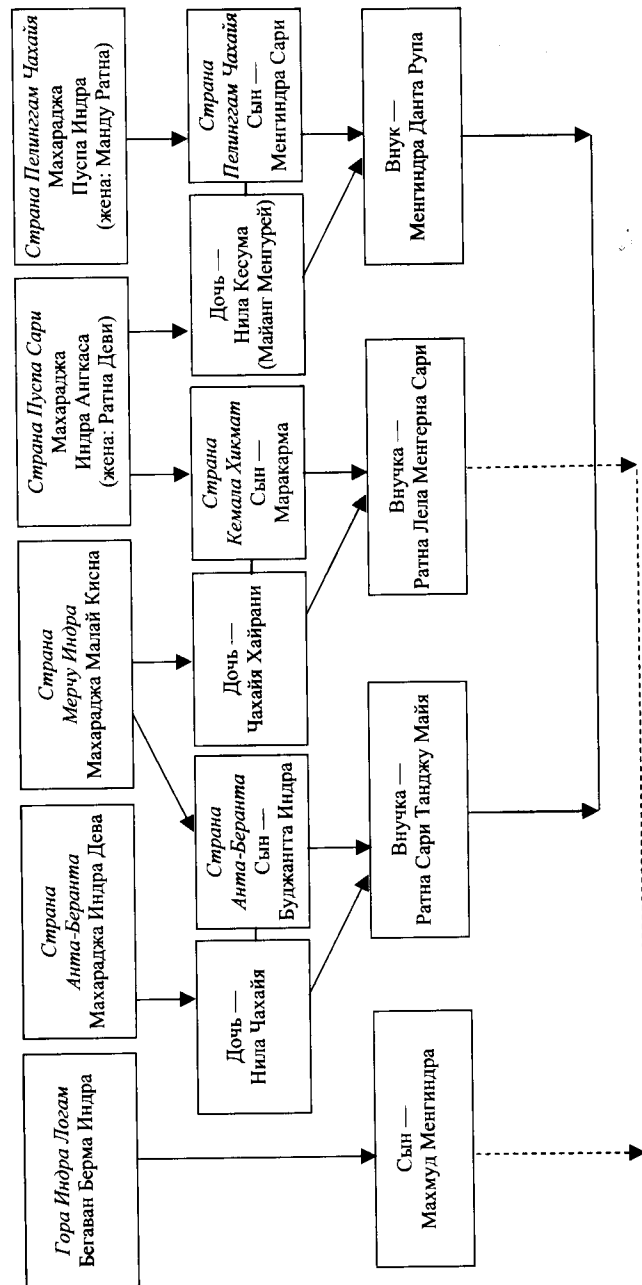 Гора Индра Логам
Бегаван Берма Индра
Страна
Анта-Беранта
Махараджа Индра Дева
Страна
Мерчу Индра
Махараджа Малай Кисна
Страна Пуспа Сари
Махараджа
Индра Ангкаса
(жена: Ратна Деви)
Страна Пелинггам Чахайя
Махараджа
Пуспа Индра
(жена: Манду Ратна)
Дочь —
Нила Чахайя
Страна
Анта-Беранта
Сын —
Буджангга Индра
Дочь —
Чахайя Хайрани
Страна
Кемала Хикмат
Сын —
Маракарма
Дочь —
Нила Кесума
(Майанг Менгурей)
Страна
Пелинггам Чахайя
Сын —
Менгиндра Сари
Сын —
Махмуд Менгиндра
Внучка —
Ратна Сари Танджу Майя
Внучка —
Ратна Лела Менгерна Сари
Внук —
Менгиндра Данта Рупа